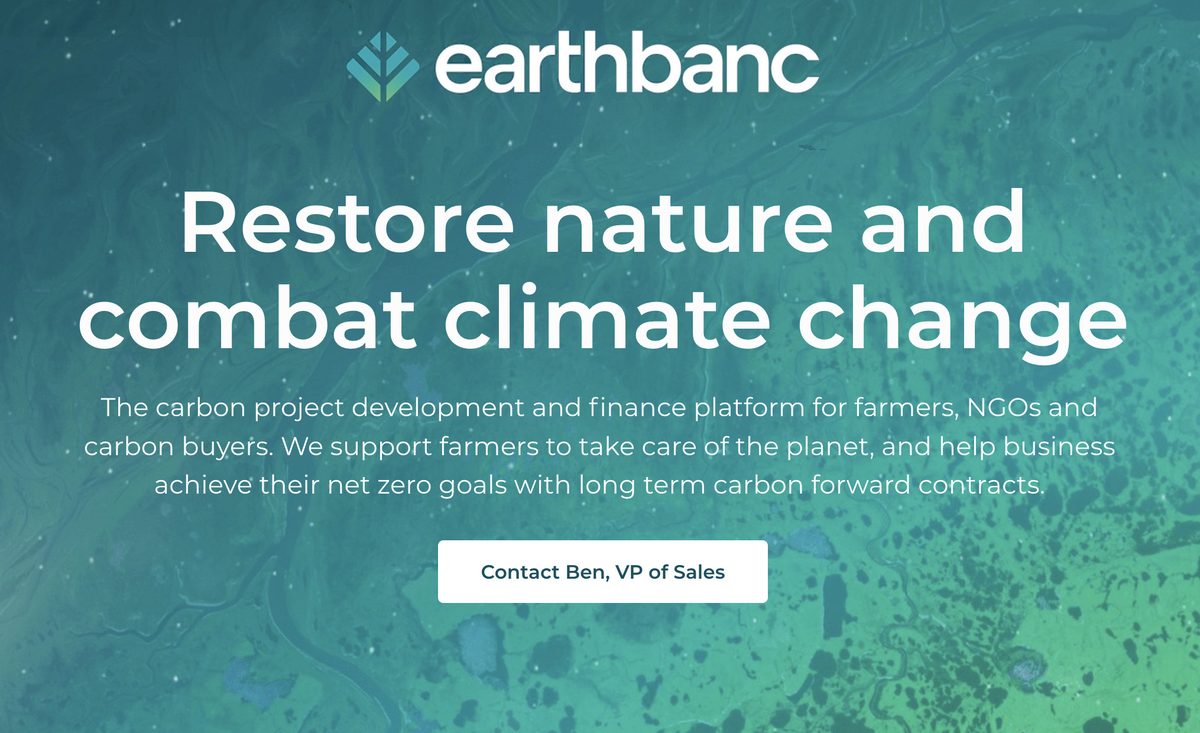 earthbanc
Restore nature and
combat climate change
The carbon project development and finance platform for farmers, NGOs and
carbon buyers. We support farmers to take care of the planet, and help business
achieve their net zero goals with long term carbon forward contracts.
Contact Ben, VP of Sales